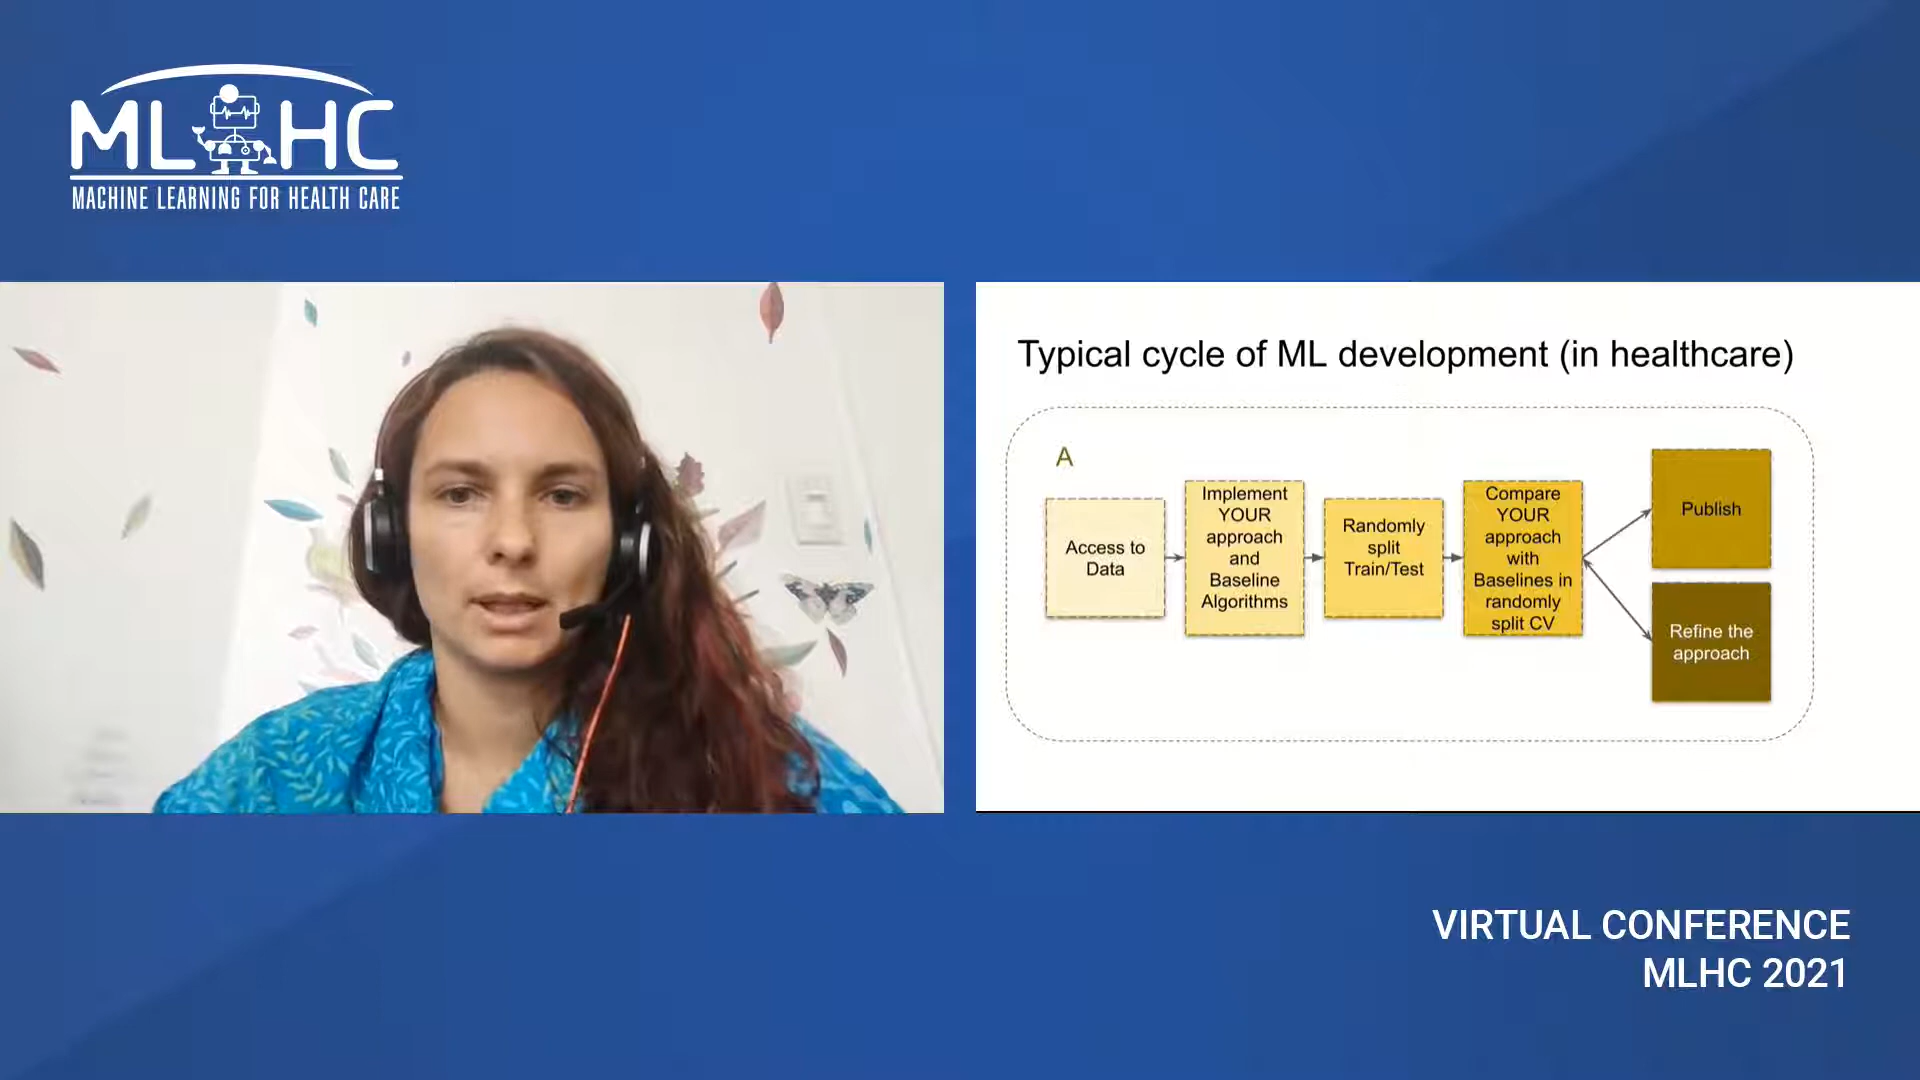 ML HC
MACHINE LEARNING FOR HEALTH CARE
Typical cycle of ML development (in healthcare)
A
Access to
Data
Implement
YOUR
approach
and
Baseline
Algorithms
Randomly
split
Train/Test
Compare
YOUR
approach
with
Baselines in
randomly
split CV
Publish
Refine the
approach
VIRTUAL CONFERENCE
MLHC 2021